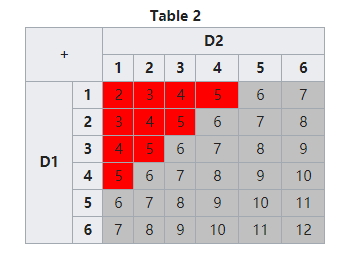 Table 2
+ D2
1 2 3 4 5 6
D1 1 2 3 4 5 6 7
2 3 4 5 6 7 8
3 4 5 6 7 8 9
4 5 6 7 8 9 10
5 6 7 8 9 10 11
6 7 8 9 10 11 12